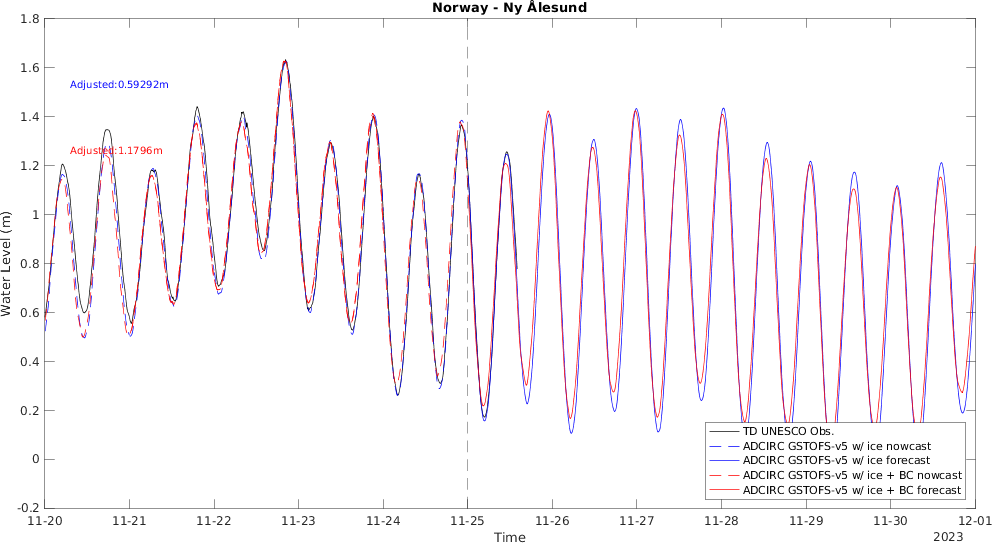 Norway - Ny Ålesund
1.8
1.6
1.4
1.2
1
0.8
0.6
0.4
0.2
0
-0.2
Water Level (m)
Adjusted:0.59292m
Adjusted:1.1796m
TD UNESCO Obs.
ADCIRC GSTOFS-v5 w/ ice nowcast
ADCIRC GSTOFS-v5 w/ ice forecast
ADCIRC GSTOFS-v5 w/ ice + BC nowcast
ADCIRC GSTOFS-v5 w/ ice + BC forecast
11-20 11-21 11-22 11-23 11-24 11-25 11-26 11-27 11-28 11-29 11-30 12-01
Time
2023